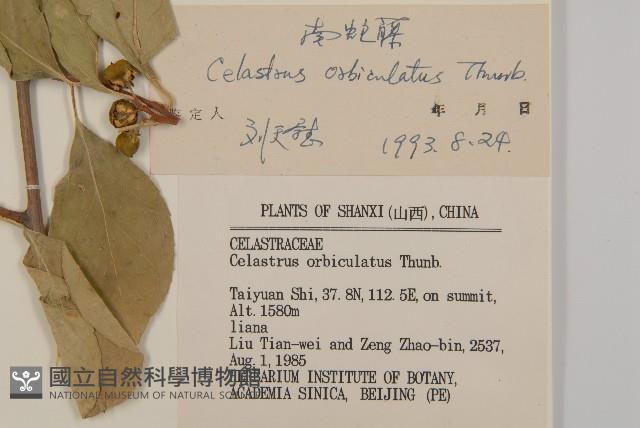 南蛇藤
Celastrus orbiculatus Thunb.
鉴定人 年 月 日
1993. 8. 24.
PLANTS OF SHANXI (山西), CHINA
CELASTRACEAE
Celastrus orbiculatus Thunb.
Taiyuan Shi, 37.8N, 112.5E, on summit,
Alt. 1580m
liana
Liu Tian-wei and Zeng Zhao-bin, 2537,
Aug. 1, 1985
HERBARIUM INSTITUTE OF BOTANY,
ACADEMIA SINICA, BEIJING (PE)
國立自然科學博物館
NATIONAL MUSEUM OF NATURAL SCIENCE